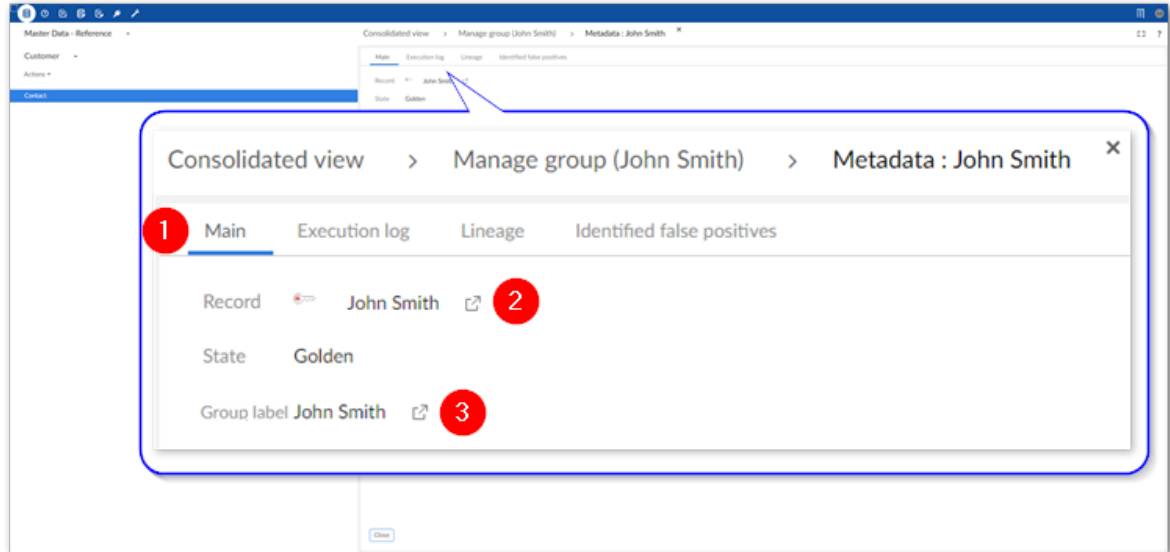 Master Data - Reference
Consolidated view > Manage group (John Smith) > Metadata : John Smith ×
?
Customer
Main Execution log Lineage Identified false positives
Actions
Record John Smith
Contact
State Golden
Consolidated view > Manage group (John Smith) > Metadata : John Smith ×
1 Main Execution log Lineage Identified false positives
Record John Smith 2
State Golden
Group label John Smith 3
Close